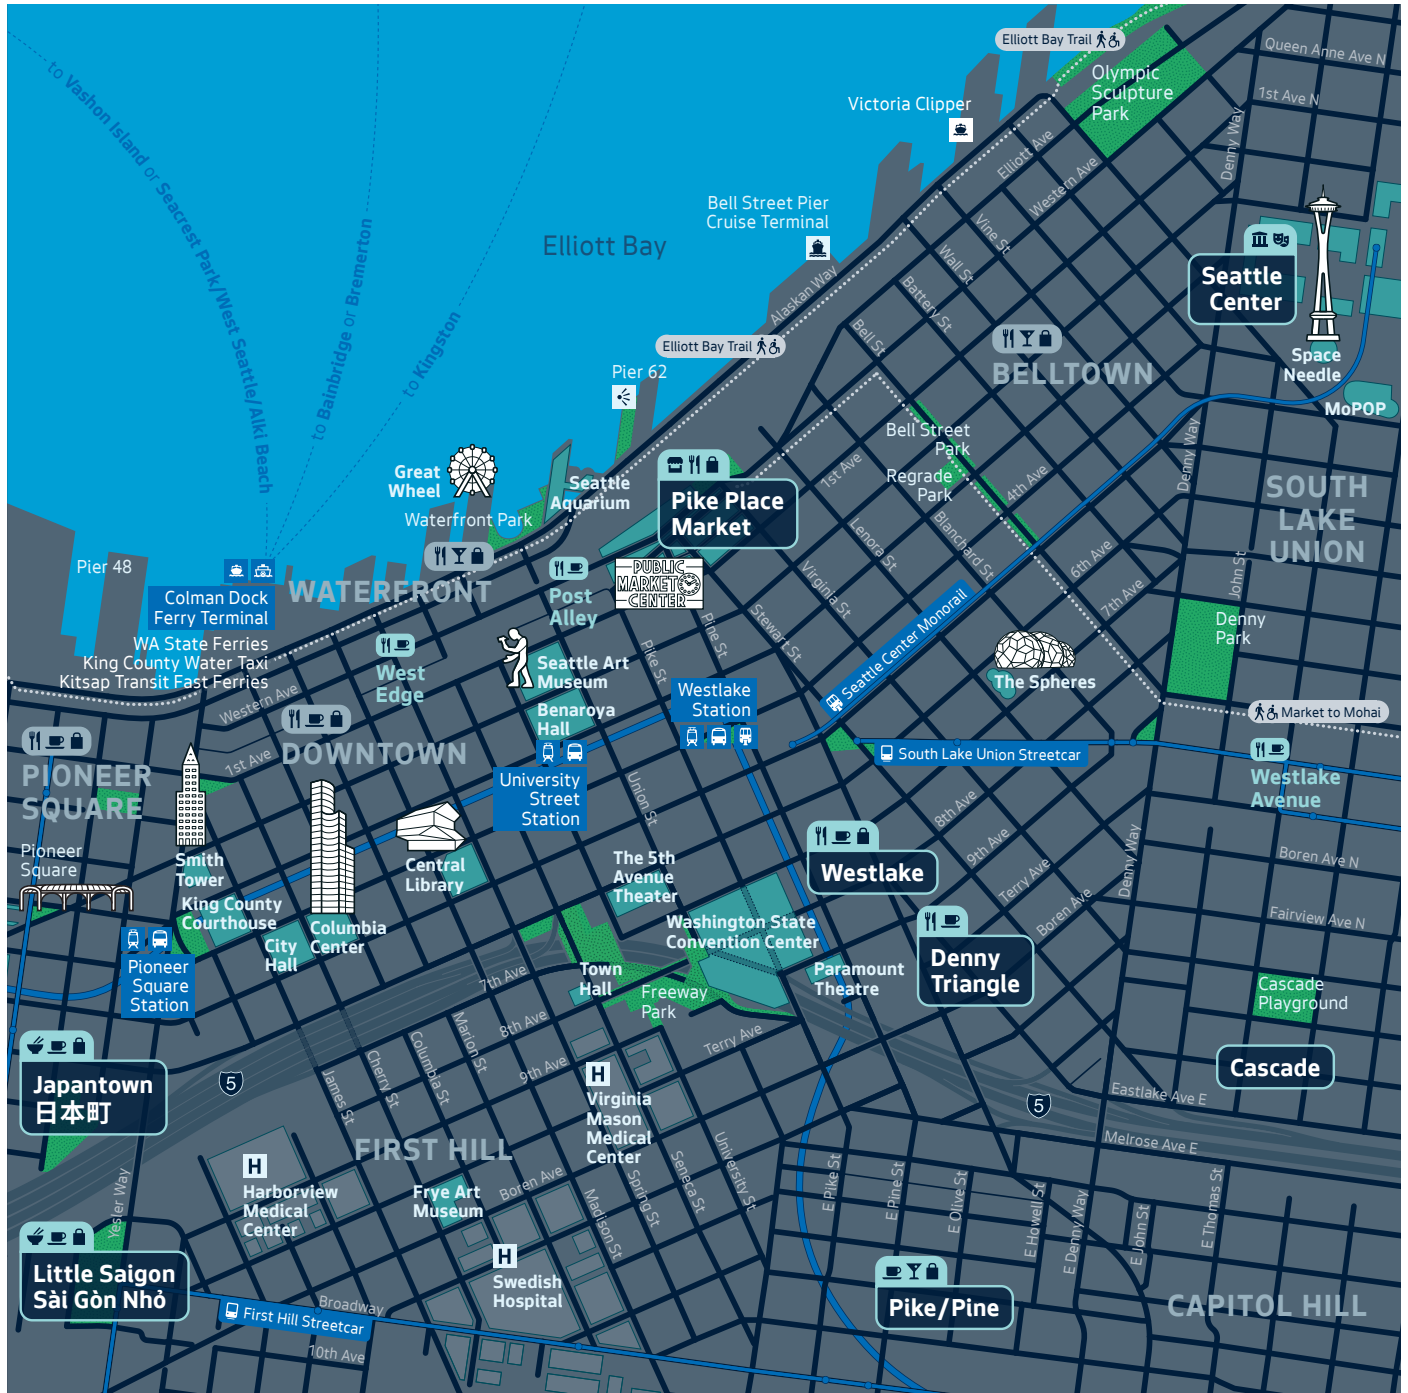 Elliott Bay Trail
Queen Anne Ave N
Olympic
Sculpture
Park
1st Ave N
Victoria Clipper
Denny Way
Elliott Ave
Western Ave
Bell Street Pier
Cruise Terminal
Elliott Bay
Vine St
Wall St
Battery St
Bell St
Alaskan Way
Seattle
Center
Space
Needle
MoPOP
to Vashon Island or Seacrest Park/West Seattle/Alki Beach
to Bainbridge or Bremerton
to Kingston
Elliott Bay Trail
Pier 62
BELLTOWN
Bell Street
Park
Regrade
Park
1st Ave
4th Ave
Denny Way
SOUTH
LAKE
UNION
Great
Wheel
Seattle
Aquarium
Waterfront Park
Pike Place
Market
Lenora St
Blanchard St
6th Ave
7th Ave
John St
Pier 48
Colman Dock
Ferry Terminal
WA State Ferries
King County Water Taxi
Kitsap Transit Fast Ferries
WATERFRONT
Post
Alley
PUBLIC
MARKET
CENTER
Virginia St
Stewart St
Pine St
Pike St
Seattle Center Monorail
The Spheres
Denny
Park
West
Edge
Seattle Art
Museum
Benaroya
Hall
Westlake
Station
Market to Mohai
Western Ave
1st Ave
DOWNTOWN
PIONEER
SQUARE
University
Street
Station
Union St
South Lake Union Streetcar
Westlake
Avenue
8th Ave
9th Ave
Terry Ave
Boren Ave
Denny Way
Boren Ave N
Fairview Ave N
Pioneer
Square
Smith
Tower
King County
Courthouse
City
Hall
Columbia
Center
Central
Library
The 5th
Avenue
Theater
Westlake
Washington State
Convention Center
Paramount
Theatre
Denny
Triangle
Pioneer
Square
Station
Town
Hall
Freeway
Park
Cascade
Playground
Cascade
7th Ave
8th Ave
9th Ave
Terry Ave
Japantown
日本町
5
5
James St
Cherry St
Columbia St
Marion St
H
Virginia
Mason
Medical
Center
Eastlake Ave E
Melrose Ave E
FIRST HILL
H
Harborview
Medical
Center
Frye Art
Museum
Boren Ave
Madison St
Spring St
Seneca St
University St
E Pike St
E Pine St
E Olive St
E Howell St
E Denny Way
E John St
E Thomas St
Yesler Way
Little Saigon
Sài Gòn Nhỏ
H
Swedish
Hospital
Pike/Pine
CAPITOL HILL
First Hill Streetcar
Broadway
10th Ave